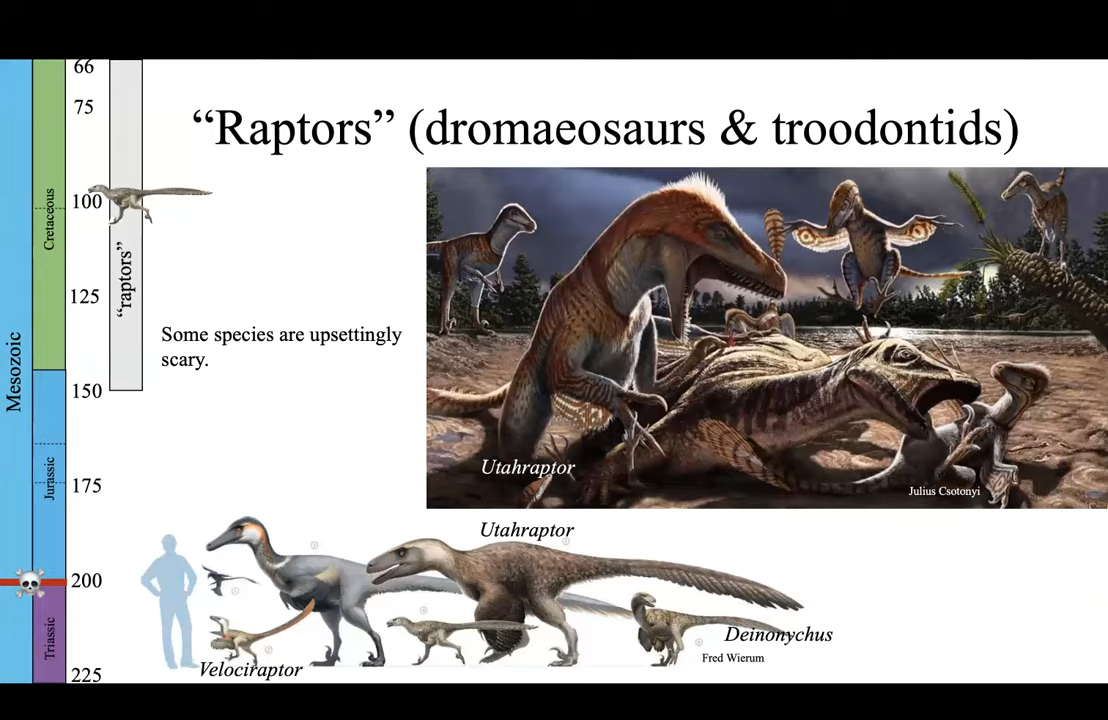 “Raptors” (dromaeosaurs & troodontids)
66
75
100
125
150
175
200
225
Mesozoic
Cretaceous
Jurassic
Triassic
“raptors”
Some species are upsettingly
scary.
Utahraptor
Julius Csotonyi
Utahraptor
Deinonychus
Fred Wierum
Velociraptor